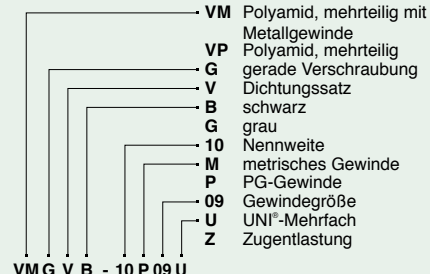 VM Polyamid, mehrteilig mit
Metallgewinde
VP Polyamid, mehrteilig
G gerade Verschraubung
V Dichtungssatz
B schwarz
G grau
10 Nennweite
M metrisches Gewinde
P PG-Gewinde
09 Gewindegröße
U UNI®-Mehrfach
Z Zugentlastung
VM G V B - 10 P 09 U